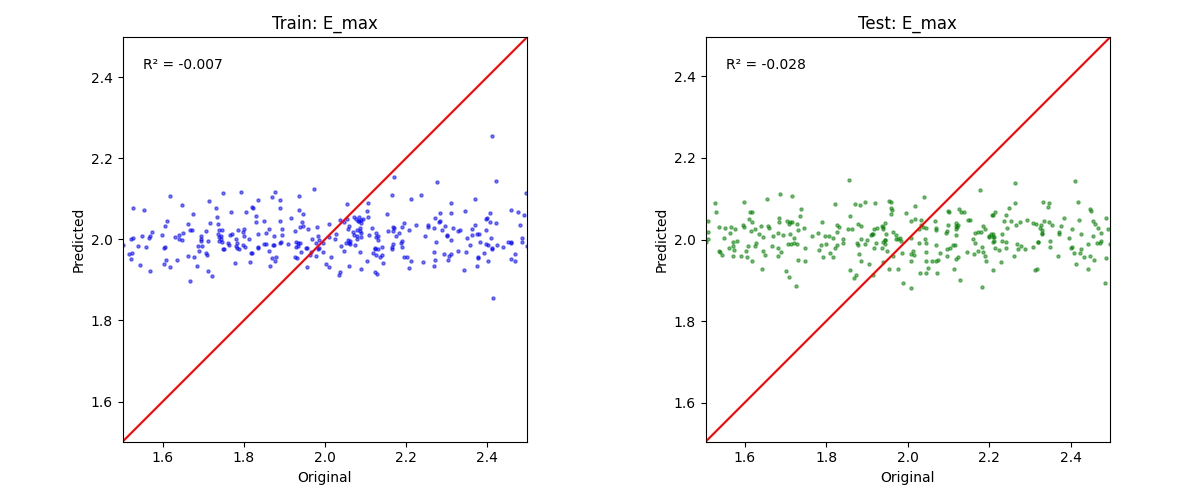 Train: E_max
R² = -0.007
2.4
2.2
2.0
1.8
1.6
Predicted
1.6 1.8 2.0 2.2 2.4
Original
Test: E_max
R² = -0.028
2.4
2.2
2.0
1.8
1.6
Predicted
1.6 1.8 2.0 2.2 2.4
Original